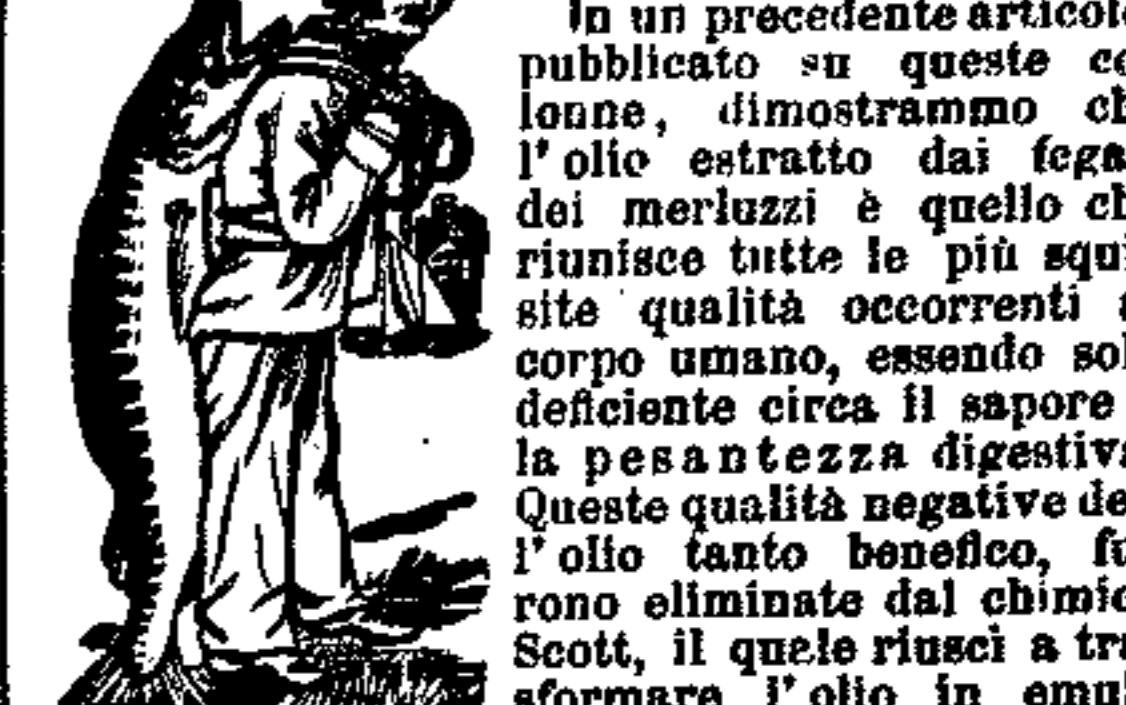 In un precedente articol
pubblicato su queste co
lonne, dimostrammo ch
l'olio estratto dai fega
dei merluzzi è quello ch
riunisce tutte le più squi
site qualità occorrenti a
corpo umano, essendo sol
deficiente circa il sapore
la pesantezza digestiva
Queste qualità negative de
l'olio tanto benefico, fu
rono eliminate dal chimic
Scott, il quale riuscì a tra
sformare l'olio in emul